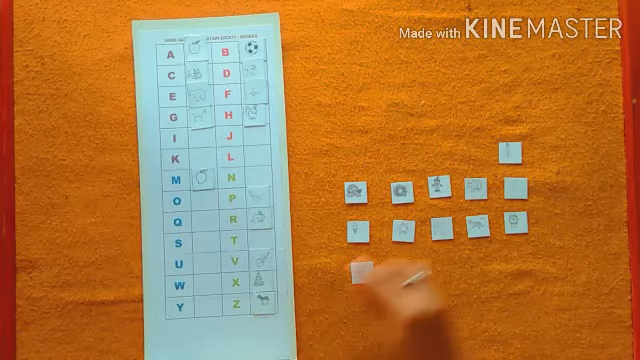 Made with KINEMASTER
A B
C D
E F
G H
I J
K L
M N
O P
Q R
S T
U V
W X
Y Z